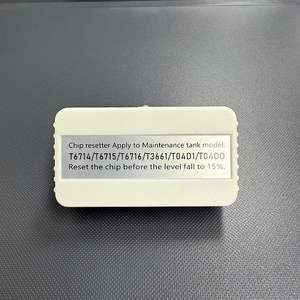 Chip resetter Apply to Maintenance tank model:
T6714/T6715/T6716/T3661/T04D1/T04D0
Reset the chip before the level fall to 15%.